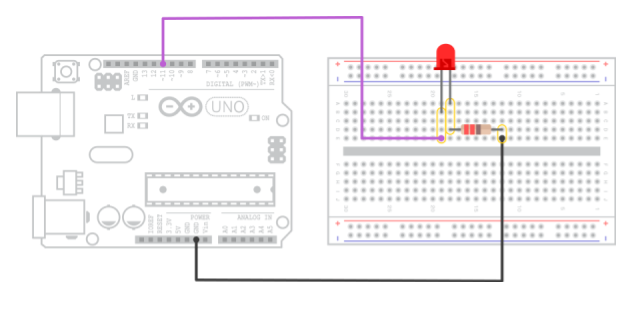 AREF
GND
13
12
~11
~10
~9
8
7
~6
~5
4
~3
2
TX→1
RX←0
DIGITAL (PWM~)
L
TX
RX
UNO
ON
IOREF
RESET
3.3V
5V
GND
GND
Vin
POWER
ANALOG IN
A0
A1
A2
A3
A4
A5